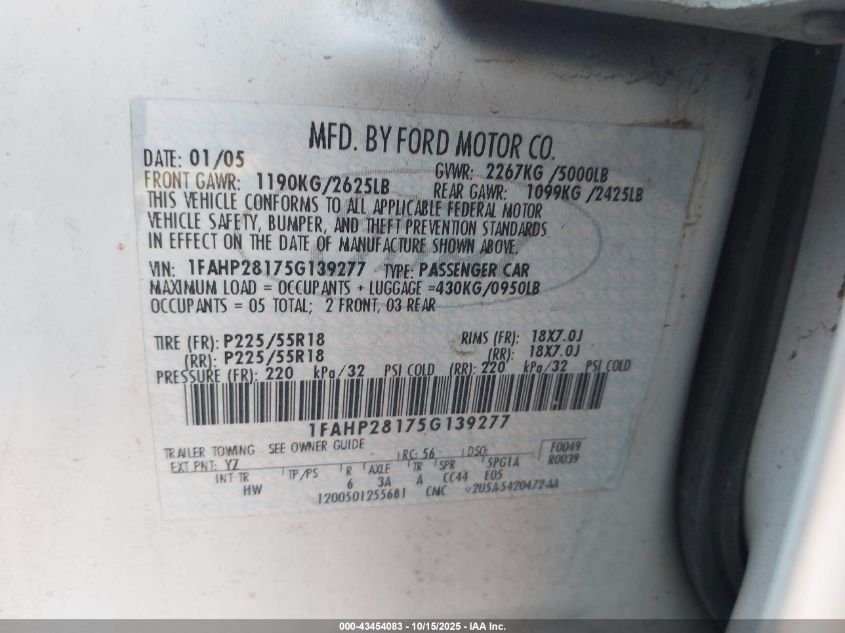 MFD. BY FORD MOTOR CO.
DATE: 01/05 GVWR: 2267KG /5000LB
FRONT GAWR: 1190KG/2625LB REAR GAWR: 1099KG /2425LB
THIS VEHICLE CONFORMS TO ALL APPLICABLE FEDERAL MOTOR
VEHICLE SAFETY, BUMPER, AND THEFT PREVENTION STANDARDS
IN EFFECT ON THE DATE OF MANUFACTURE SHOWN ABOVE.
VIN: 1FAHP28175G139277 TYPE: PASSENGER CAR
MAXIMUM LOAD = OCCUPANTS + LUGGAGE =430KG/0950LB
OCCUPANTS = 05 TOTAL; 2 FRONT, 03 REAR
TIRE (FR): P225/55R18 RIMS (FR): 18X7.0J
(RR): P225/55R18 (RR): 18X7.0J
PRESSURE (FR): 220 kPa/32 PSI COLD (RR): 220 kPa/32 PSI COLD
1FAHP28175G139277
TRAILER TOWING - SEE OWNER GUIDE
EXT PNT: YZ RC: 56 DSO: F0049
R0039
INT TR TP/PS R AXLE TR SPR 5PG1A
HW 6 3A A CC44 E05
1200501255681 CMC v2U5A-5420472-AA
000-43454083 - 10/15/2025 - IAA Inc.